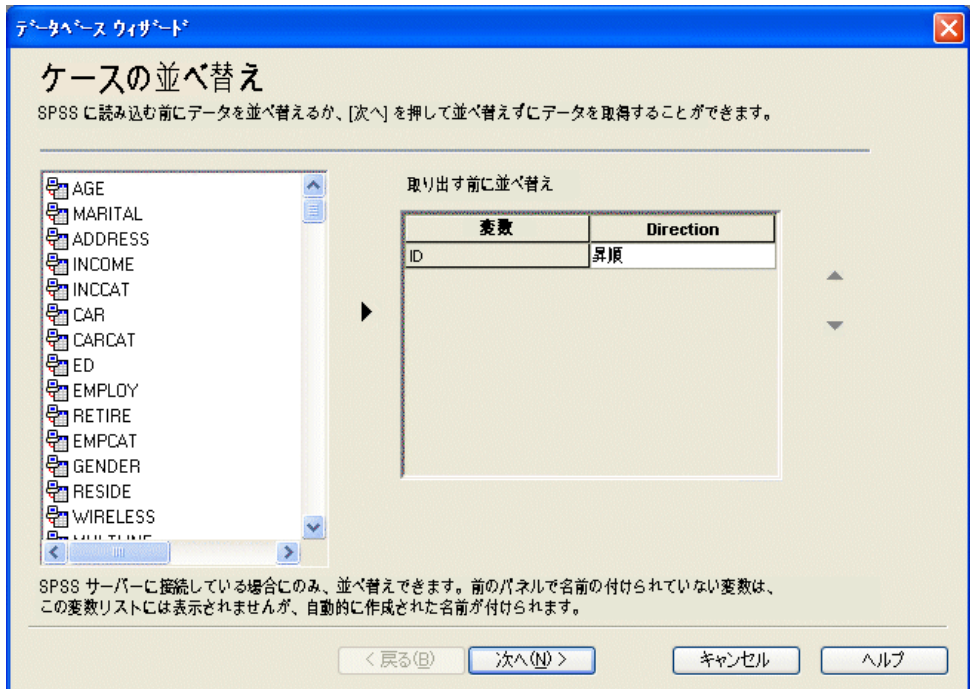 データベース ウィザード
ケースの並べ替え
SPSS に読み込む前にデータを並べ替えるか、[次へ] を押して並べ替えずにデータを取得することができます。
AGE
MARITAL
ADDRESS
INCOME
INCCAT
CAR
CARCAT
ED
EMPLOY
RETIRE
EMPCAT
GENDER
RESIDE
WIRELESS
取り出す前に並べ替え
変数 Direction
ID 昇順
SPSS サーバーに接続している場合にのみ、並べ替えできます。前のパネルで名前の付けられていない変数は、
この変数リストには表示されませんが、自動的に作成された名前が付けられます。
< 戻る(B) 次へ(N) > キャンセル ヘルプ